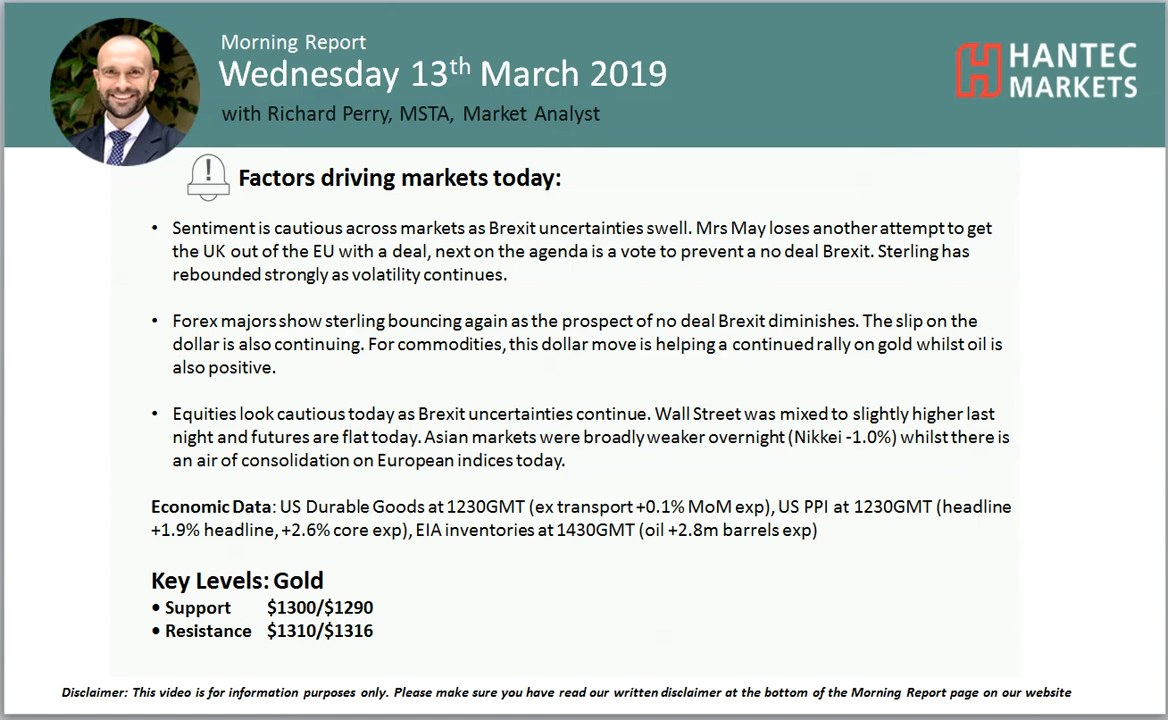 Morning Report
Wednesday 13th March 2019
with Richard Perry, MSTA, Market Analyst
HANTEC
MARKETS
!
Factors driving markets today:
• Sentiment is cautious across markets as Brexit uncertainties swell. Mrs May loses another attempt to get
the UK out of the EU with a deal, next on the agenda is a vote to prevent a no deal Brexit. Sterling has
rebounded strongly as volatility continues.
• Forex majors show sterling bouncing again as the prospect of no deal Brexit diminishes. The slip on the
dollar is also continuing. For commodities, this dollar move is helping a continued rally on gold whilst oil is
also positive.
• Equities look cautious today as Brexit uncertainties continue. Wall Street was mixed to slightly higher last
night and futures are flat today. Asian markets were broadly weaker overnight (Nikkei -1.0%) whilst there is
an air of consolidation on European indices today.
Economic Data: US Durable Goods at 1230GMT (ex transport +0.1% MoM exp), US PPI at 1230GMT (headline
+1.9% headline, +2.6% core exp), EIA inventories at 1430GMT (oil +2.8m barrels exp)
Key Levels: Gold
• Support $1300/$1290
• Resistance $1310/$1316
Disclaimer: This video is for information purposes only. Please make sure you have read our written disclaimer at the bottom of the Morning Report page on our website